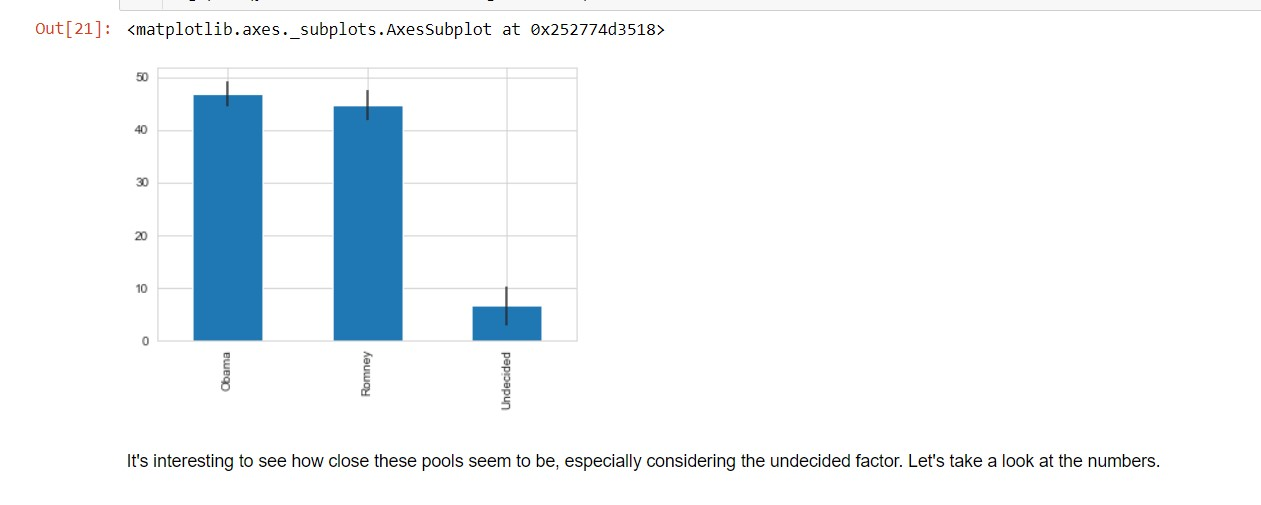 Out[21]: <matplotlib.axes._subplots.AxesSubplot at 0x252774d3518>
50
40
30
20
10
0
Obama
Romney
Undecided
It's interesting to see how close these pools seem to be, especially considering the undecided factor. Let's take a look at the numbers.